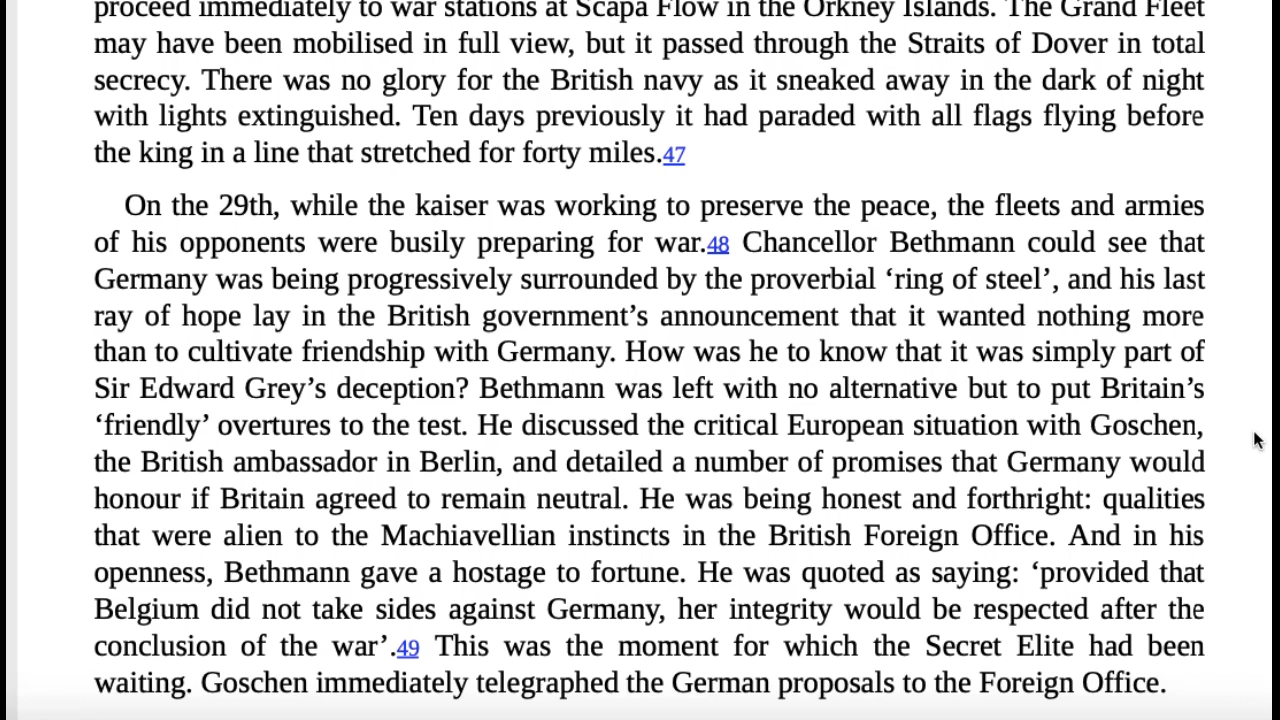 proceed immediately to war stations at Scapa Flow in the Orkney Islands. The Grand Fleet
may have been mobilised in full view, but it passed through the Straits of Dover in total
secrecy. There was no glory for the British navy as it sneaked away in the dark of night
with lights extinguished. Ten days previously it had paraded with all flags flying before
the king in a line that stretched for forty miles.47
On the 29th, while the kaiser was working to preserve the peace, the fleets and armies
of his opponents were busily preparing for war.48 Chancellor Bethmann could see that
Germany was being progressively surrounded by the proverbial ‘ring of steel’, and his last
ray of hope lay in the British government’s announcement that it wanted nothing more
than to cultivate friendship with Germany. How was he to know that it was simply part of
Sir Edward Grey’s deception? Bethmann was left with no alternative but to put Britain’s
‘friendly’ overtures to the test. He discussed the critical European situation with Goschen,
the British ambassador in Berlin, and detailed a number of promises that Germany would
honour if Britain agreed to remain neutral. He was being honest and forthright: qualities
that were alien to the Machiavellian instincts in the British Foreign Office. And in his
openness, Bethmann gave a hostage to fortune. He was quoted as saying: ‘provided that
Belgium did not take sides against Germany, her integrity would be respected after the
conclusion of the war’.49 This was the moment for which the Secret Elite had been
waiting. Goschen immediately telegraphed the German proposals to the Foreign Office.